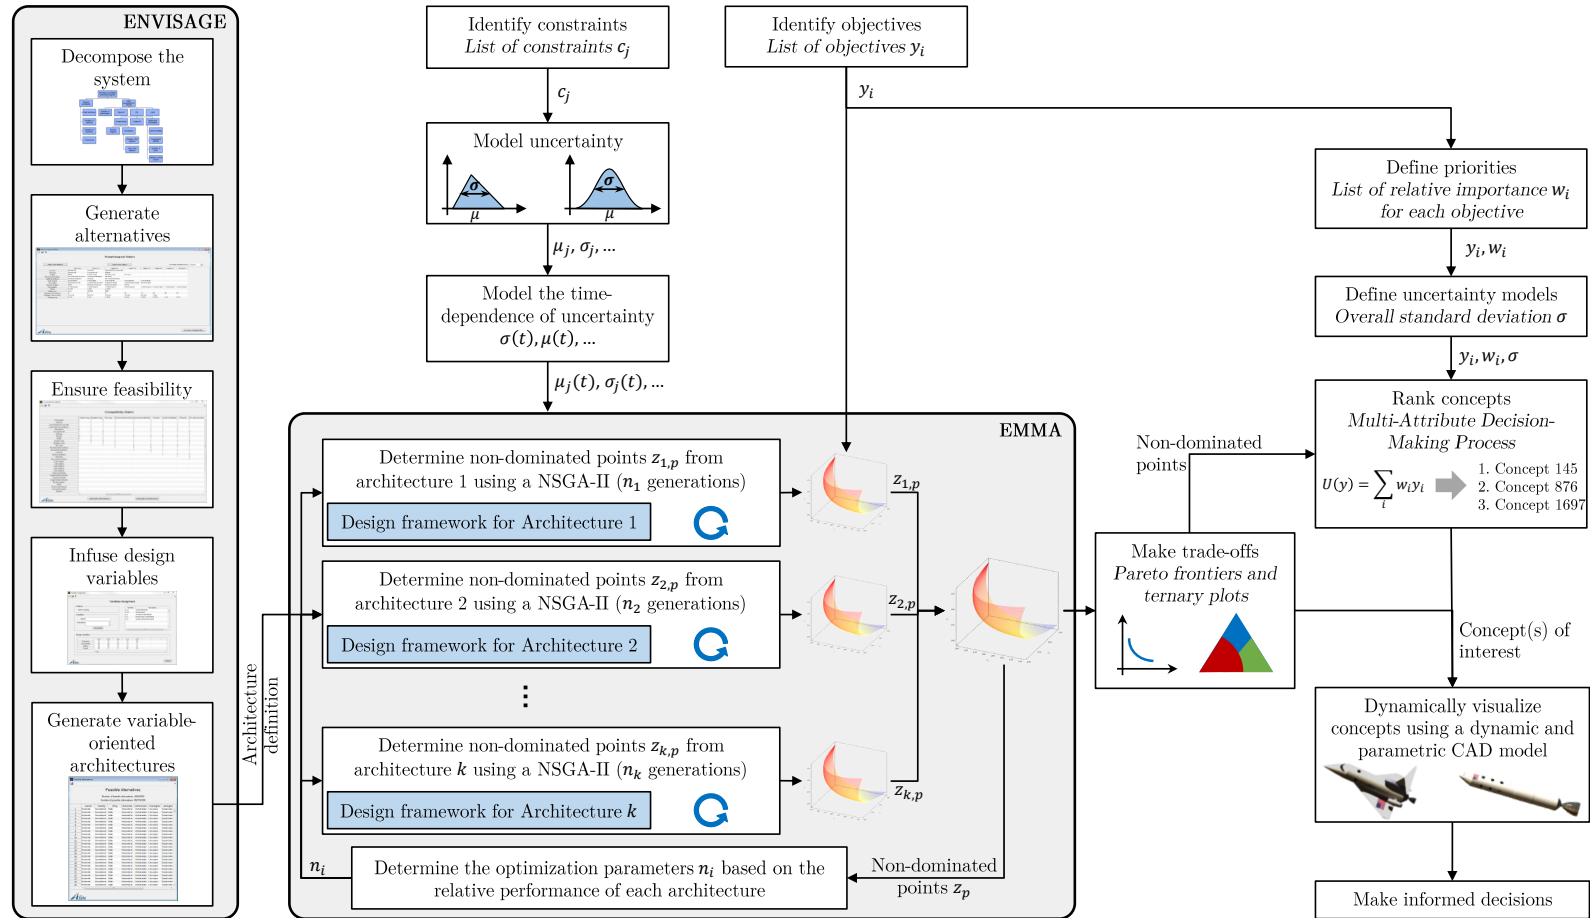 ENVISAGE
Decompose the
system
Generate
alternatives
Ensure feasibility
Infuse design
variables
Generate variable-
oriented
architectures
Feasible Alternatives
Architecture
definition
Identify constraints
List of constraints c_j
c_j
Model uncertainty
σ
μ
σ
μ
μ_j, σ_j, ...
Model the time-
dependence of uncertainty
σ(t), μ(t), ...
μ_j(t), σ_j(t), ...
Identify objectives
List of objectives y_i
y_i
EMMA
Determine non-dominated points z_{1,p} from
architecture 1 using a NSGA-II (n_1 generations)
Design framework for Architecture 1
z_{1,p}
Determine non-dominated points z_{2,p} from
architecture 2 using a NSGA-II (n_2 generations)
Design framework for Architecture 2
z_{2,p}
⋮
Determine non-dominated points z_{k,p} from
architecture k using a NSGA-II (n_k generations)
Design framework for Architecture k
z_{k,p}
n_i
Determine the optimization parameters n_i based on the
relative performance of each architecture
Non-dominated
points z_p
Define priorities
List of relative importance w_i
for each objective
y_i, w_i
Define uncertainty models
Overall standard deviation σ
y_i, w_i, σ
Rank concepts
Multi-Attribute Decision-
Making Process
U(y) = ∑_i w_i y_i
1. Concept 145
2. Concept 876
3. Concept 1697
Non-dominated
points
Make trade-offs
Pareto frontiers and
ternary plots
Concept(s) of
interest
Dynamically visualize
concepts using a dynamic and
parametric CAD model
Make informed decisions